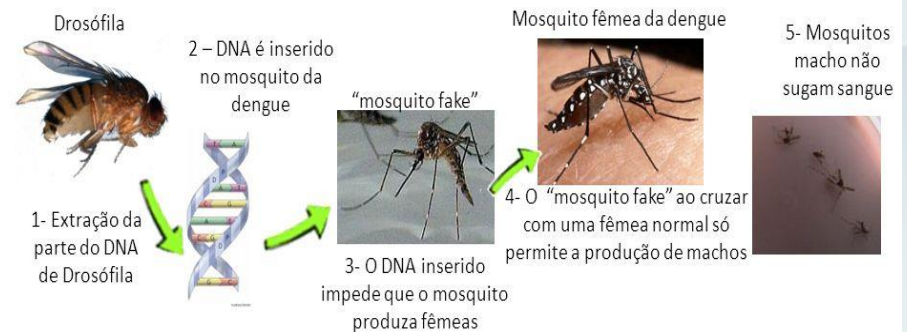 Drosófila
1- Extração da
parte do DNA
de Drosófila
2 – DNA é inserido
no mosquito da
dengue
“mosquito fake”
3- O DNA inserido
impede que o mosquito
produza fêmeas
Mosquito fêmea da dengue
4- O “mosquito fake” ao cruzar
com uma fêmea normal só
permite a produção de machos
5- Mosquitos
macho não
sugam sangue